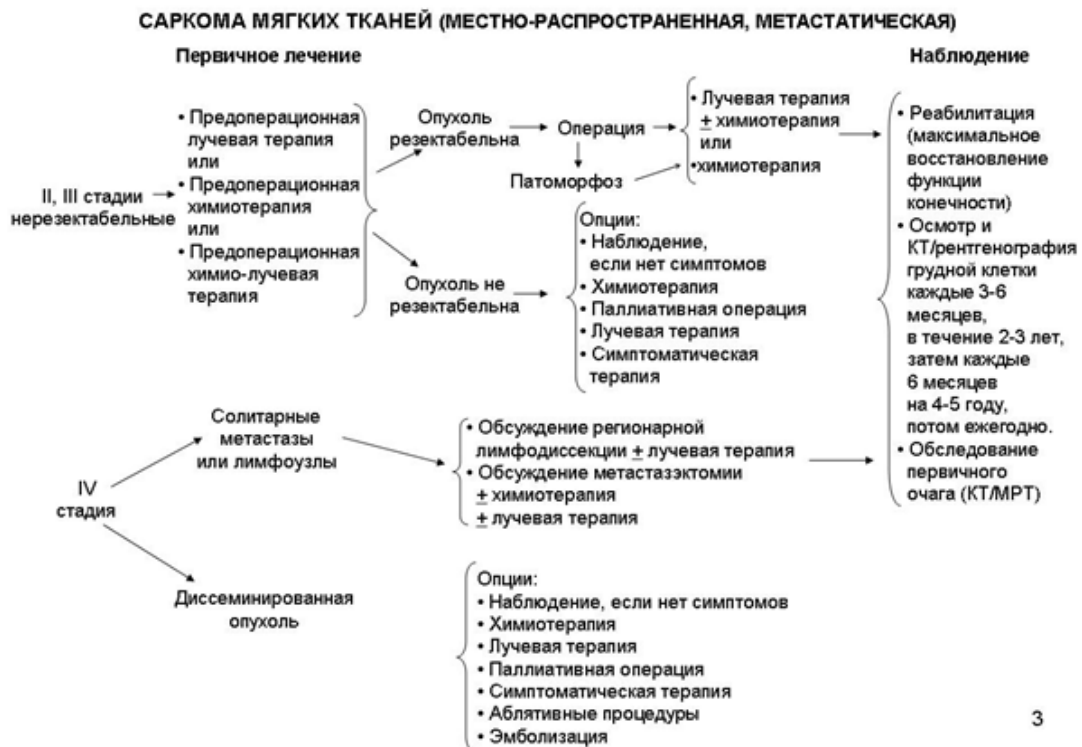 САРКОМА МЯГКИХ ТКАНЕЙ (МЕСТНО-РАСПРОСТРАНЕННАЯ, МЕТАСТАТИЧЕСКАЯ)
Первичное лечение
Наблюдение
II, III стадии
нерезектабельные
• Предоперационная
лучевая терапия
или
• Предоперационная
химиотерапия
или
• Предоперационная
химио-лучевая
терапия
Опухоль
резектабельна
Операция
Патоморфоз
• Лучевая терапия
± химиотерапия
или
•химиотерапия
Опухоль не
резектабельна
Опции:
• Наблюдение,
если нет симптомов
• Химиотерапия
• Паллиативная операция
• Лучевая терапия
• Симптоматическая
терапия
• Реабилитация
(максимальное
восстановление
функции
конечности)
• Осмотр и
КТ/рентгенография
грудной клетки
каждые 3-6
месяцев,
в течение 2-3 лет,
затем каждые
6 месяцев
на 4-5 году,
потом ежегодно.
• Обследование
первичного
очага (КТ/МРТ)
IV
стадия
Солитарные
метастазы
или лимфоузлы
• Обсуждение регионарной
лимфодиссекции ± лучевая терапия
• Обсуждение метастазэктомии
± химиотерапия
± лучевая терапия
Диссеминированная
опухоль
Опции:
• Наблюдение, если нет симптомов
• Химиотерапия
• Лучевая терапия
• Паллиативная операция
• Симптоматическая терапия
• Аблятивные процедуры
• Эмболизация
3